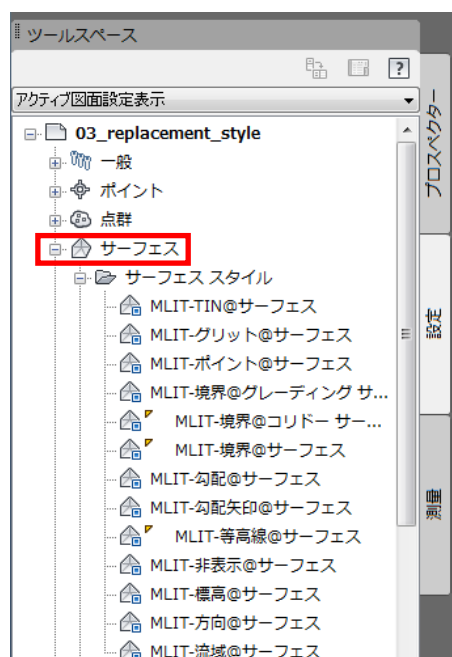 ツールスペース
?
アクティブ図面設定表示
03_replacement_style
一般
ポイント
点群
サーフェス
サーフェス スタイル
MLIT-TIN@サーフェス
MLIT-グリット@サーフェス
MLIT-ポイント@サーフェス
MLIT-境界@グレーディング サ...
MLIT-境界@コリドー サー...
MLIT-境界@サーフェス
MLIT-勾配@サーフェス
MLIT-勾配矢印@サーフェス
MLIT-等高線@サーフェス
MLIT-非表示@サーフェス
MLIT-標高@サーフェス
MLIT-方向@サーフェス
MLIT-流域@サーフェス
プロスペクター
設定
測量